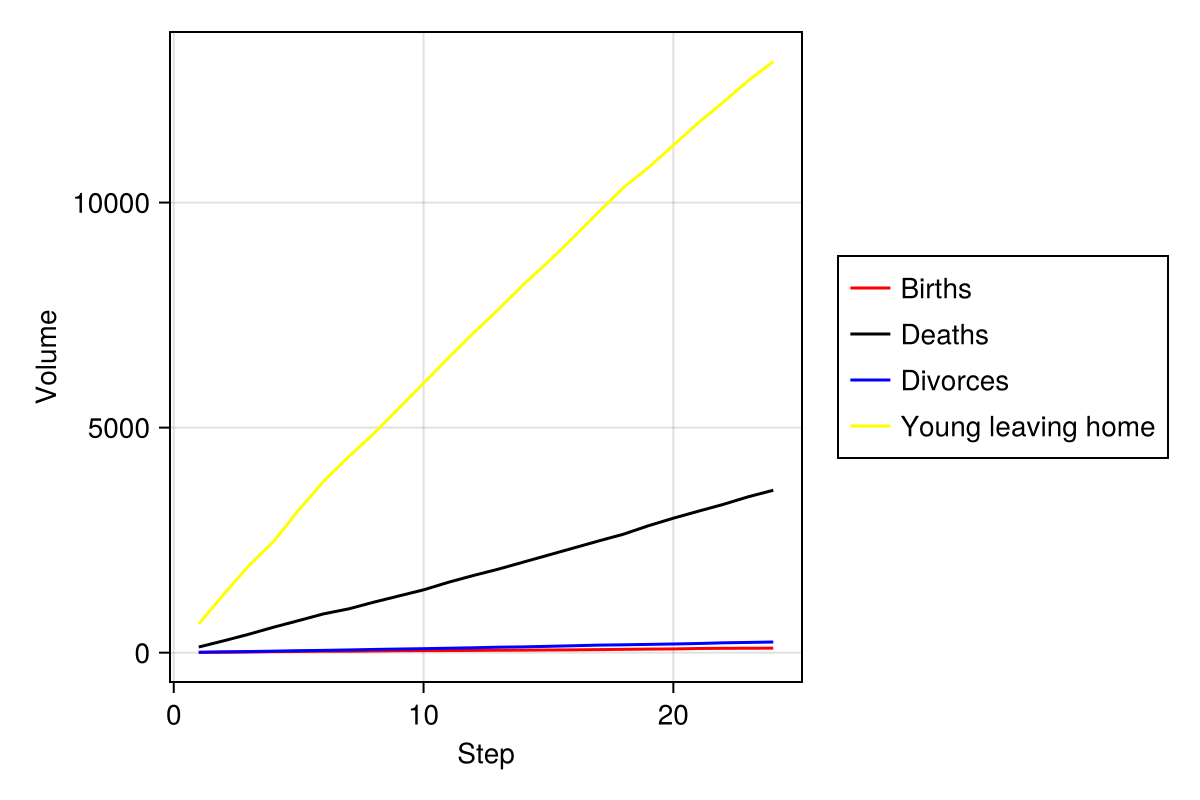 Volume
10000
5000
0
0
10
20
Step
Births
Deaths
Divorces
Young leaving home